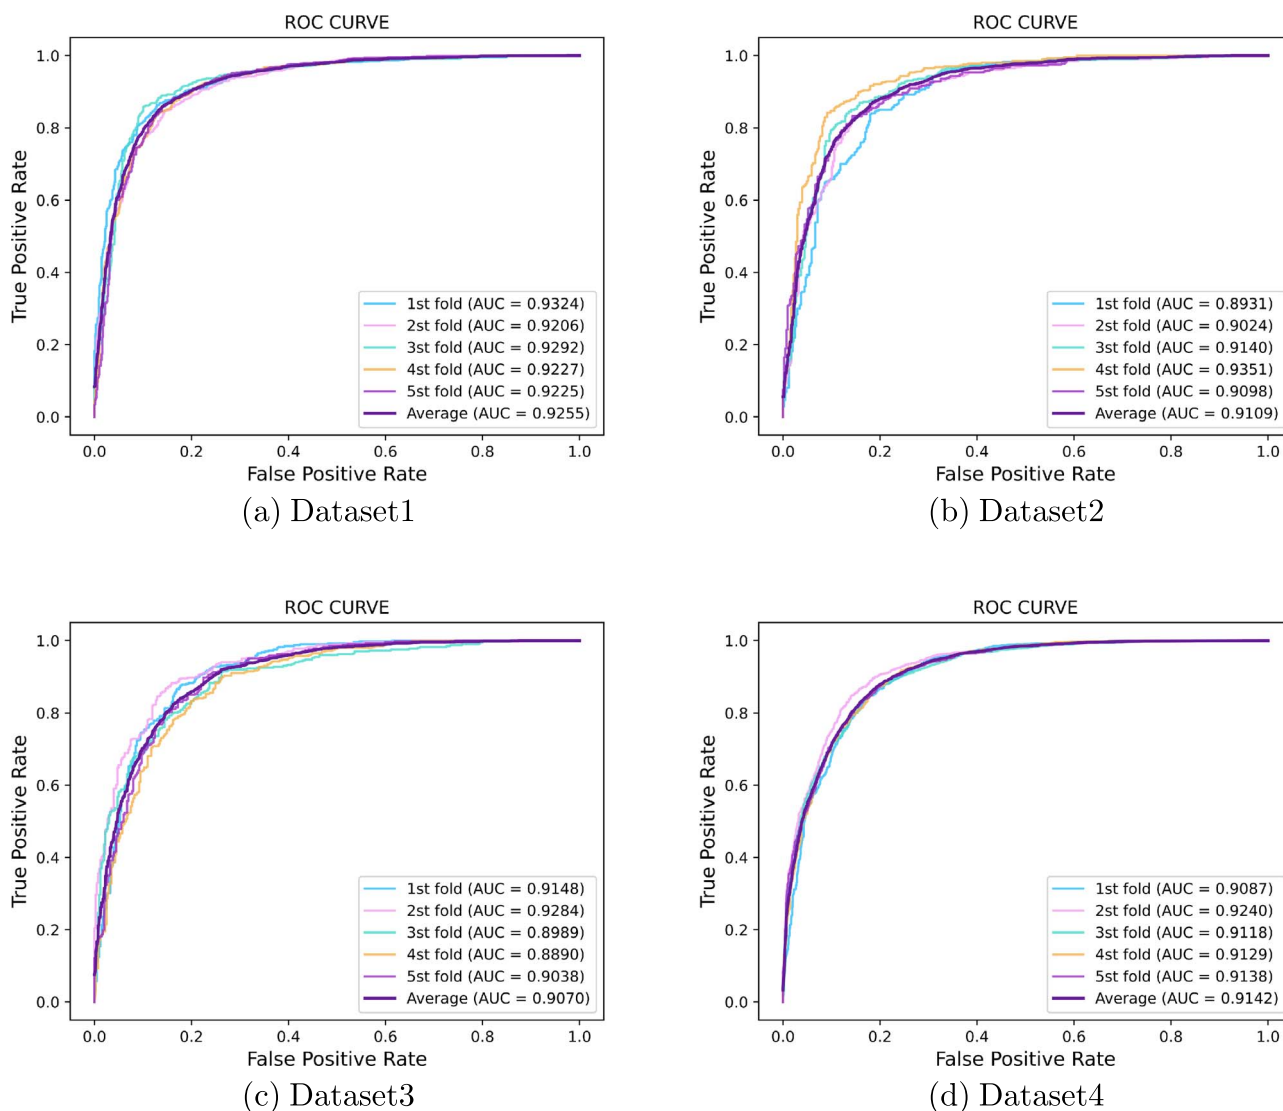 ROC CURVE
1.0
0.8
0.6
0.4
0.2
0.0
True Positive Rate
1st fold (AUC = 0.9324)
2st fold (AUC = 0.9206)
3st fold (AUC = 0.9292)
4st fold (AUC = 0.9227)
5st fold (AUC = 0.9225)
Average (AUC = 0.9255)
0.0 0.2 0.4 0.6 0.8 1.0
False Positive Rate
(a) Dataset1
ROC CURVE
1.0
0.8
0.6
0.4
0.2
0.0
True Positive Rate
1st fold (AUC = 0.8931)
2st fold (AUC = 0.9024)
3st fold (AUC = 0.9140)
4st fold (AUC = 0.9351)
5st fold (AUC = 0.9098)
Average (AUC = 0.9109)
0.0 0.2 0.4 0.6 0.8 1.0
False Positive Rate
(b) Dataset2
ROC CURVE
1.0
0.8
0.6
0.4
0.2
0.0
True Positive Rate
1st fold (AUC = 0.9148)
2st fold (AUC = 0.9284)
3st fold (AUC = 0.8989)
4st fold (AUC = 0.8890)
5st fold (AUC = 0.9038)
Average (AUC = 0.9070)
0.0 0.2 0.4 0.6 0.8 1.0
False Positive Rate
(c) Dataset3
ROC CURVE
1.0
0.8
0.6
0.4
0.2
0.0
True Positive Rate
1st fold (AUC = 0.9087)
2st fold (AUC = 0.9240)
3st fold (AUC = 0.9118)
4st fold (AUC = 0.9129)
5st fold (AUC = 0.9138)
Average (AUC = 0.9142)
0.0 0.2 0.4 0.6 0.8 1.0
False Positive Rate
(d) Dataset4